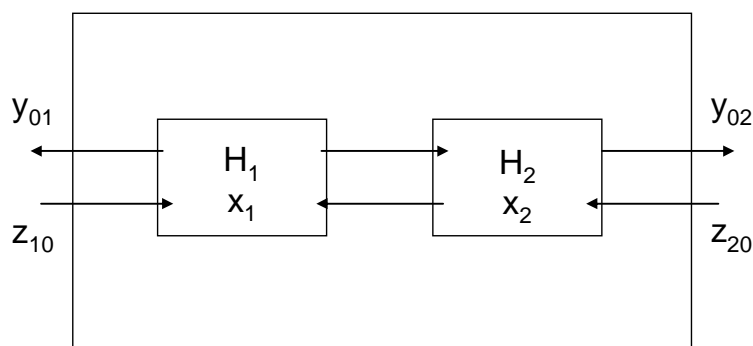 y₀₁
y₀₂
H₁
x₁
H₂
x₂
z₁₀
z₂₀